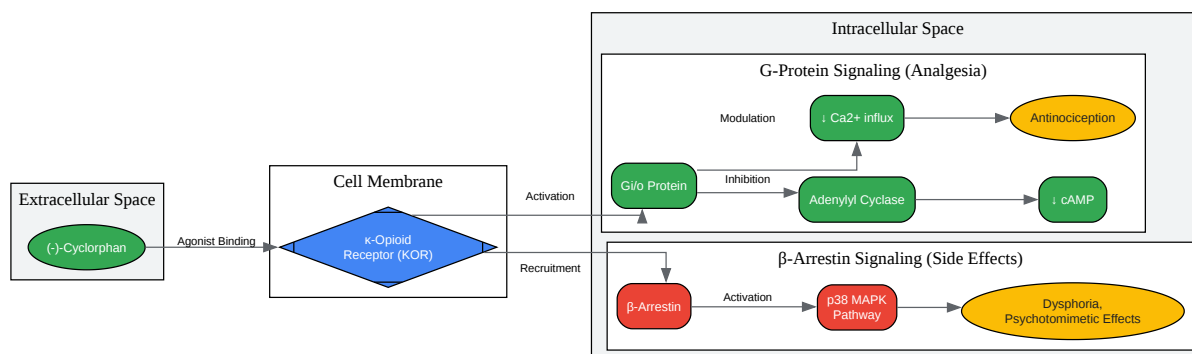 Intracellular Space
G-Protein Signaling (Analgesia)
Modulation
↓ Ca2+ influx
Antinociception
Gi/o Protein
Inhibition
Adenylyl Cyclase
↓ cAMP
Cell Membrane
Activation
Extracellular Space
(-)-Cyclorphan
Agonist Binding
κ-Opioid
Receptor (KOR)
Recruitment
β-Arrestin Signaling (Side Effects)
β-Arrestin
Activation
p38 MAPK
Pathway
Dysphoria,
Psychotomimetic Effects